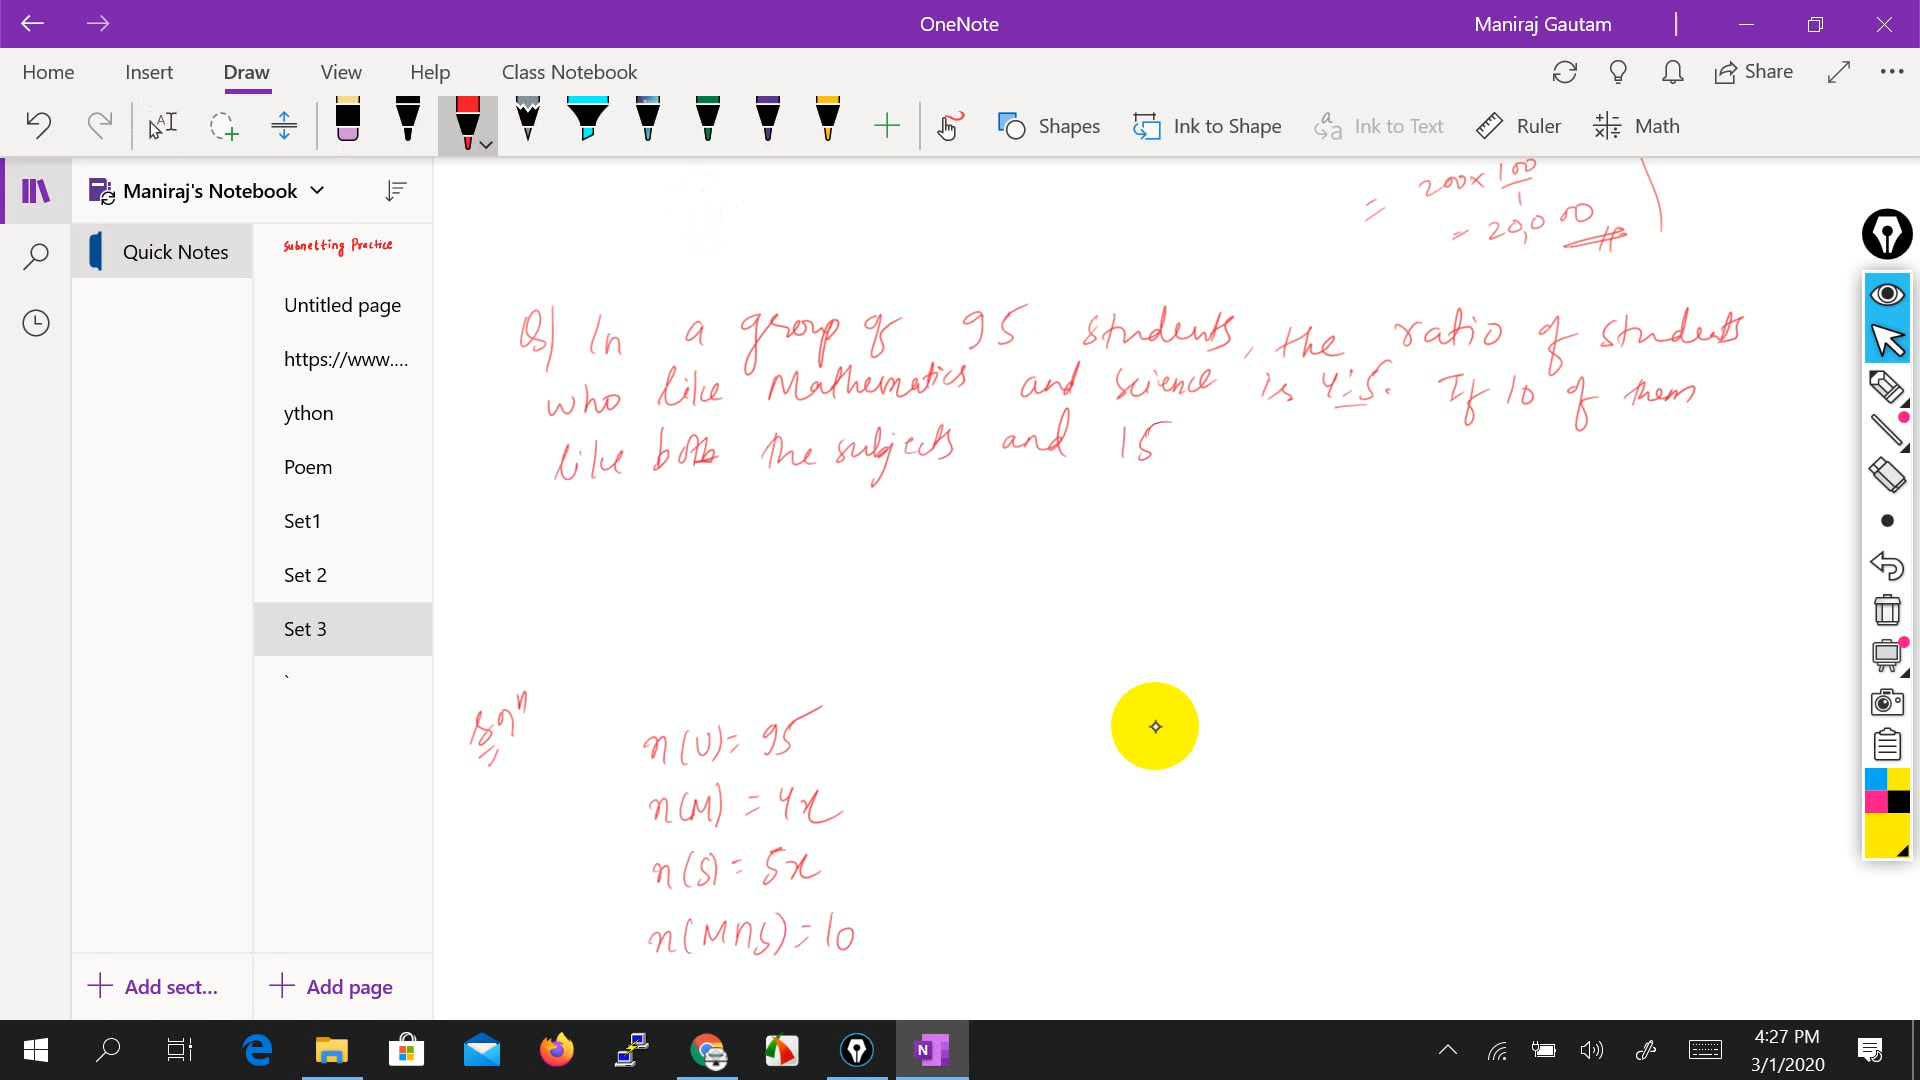 OneNote
Maniraj Gautam
Home Insert Draw View Help Class Notebook
Share
Shapes Ink to Shape Ink to Text Ruler Math
Maniraj's Notebook
Quick Notes
Subnetting Practice
Untitled page
https://www....
ython
Poem
Set1
Set 2
Set 3
`
Add sect...
Add page
= 200 x 100/1
= 20,000
Q) In a group of 95 students, the ratio of students
who like Mathematics and science is 4:5. If 10 of them
like both the subjects and 15
solⁿ
n(U) = 95
n(M) = 4x
n(S) = 5x
n(M∩S) = 10
4:27 PM
3/1/2020